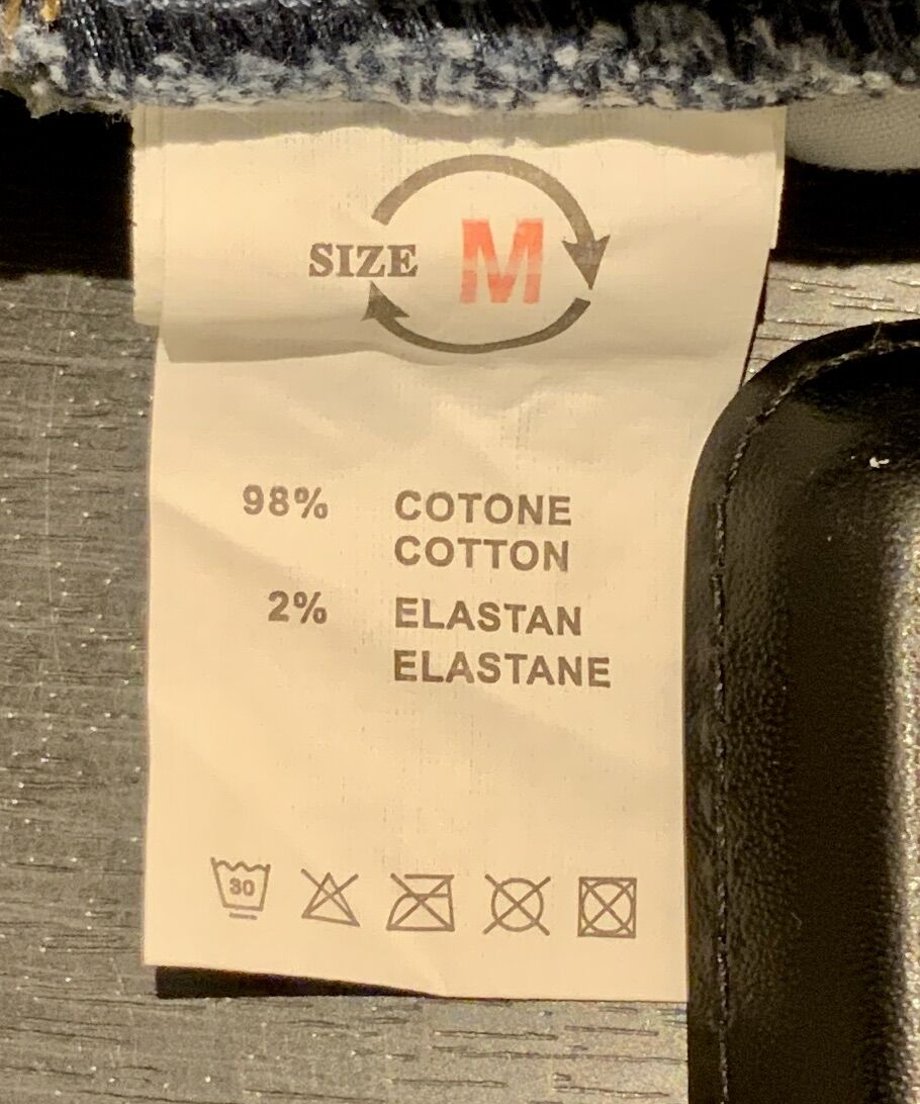 SIZE M
98% COTONE
COTTON
2% ELASTAN
ELASTANE
30